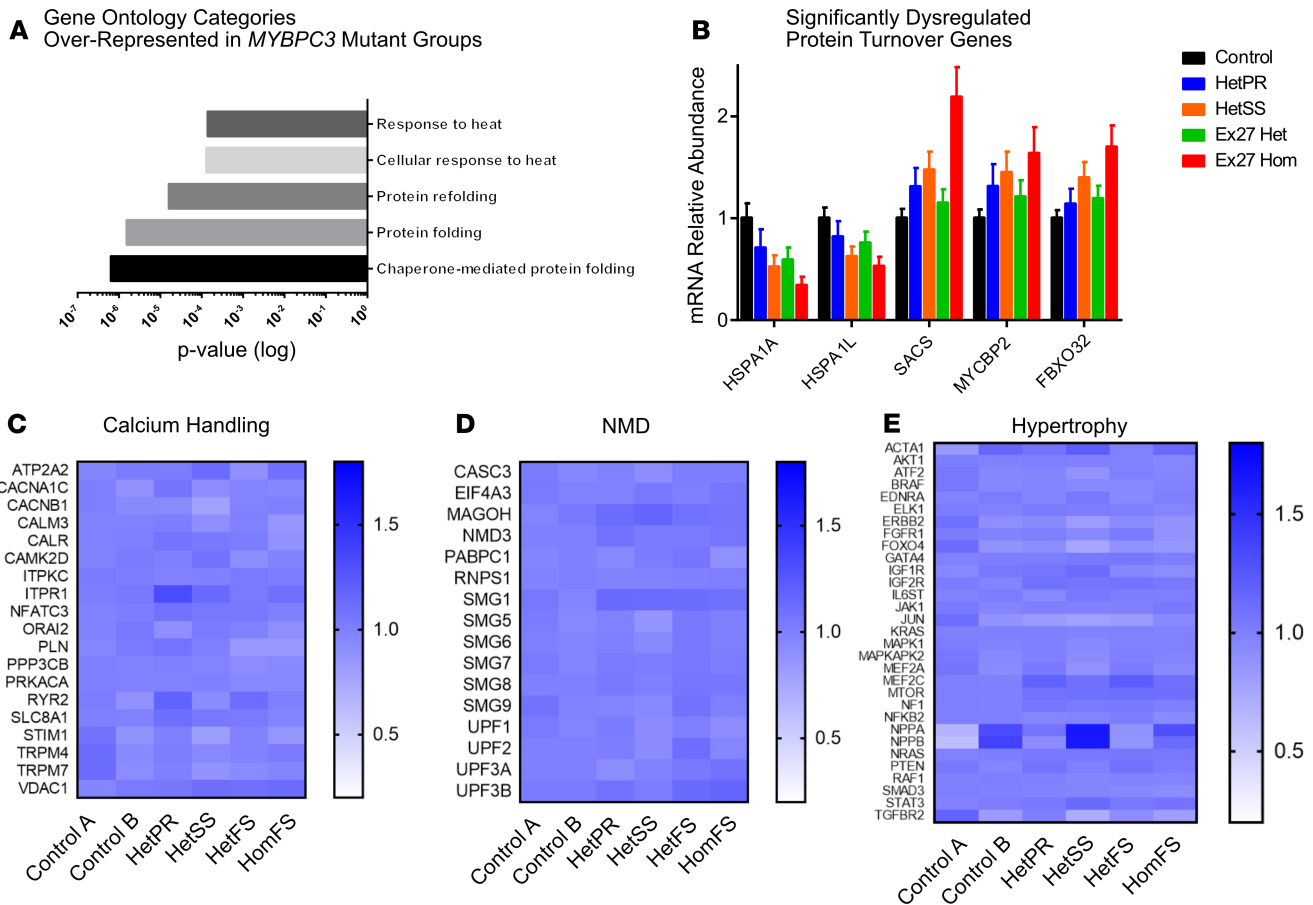 A
Gene Ontology Categories
Over-Represented in MYBPC3 Mutant Groups
Response to heat
Cellular response to heat
Protein refolding
Protein folding
Chaperone-mediated protein folding
10-7
10-6
10-5
10-4
10-3
10-2
10-1
100
p-value (log)
B
Significantly Dysregulated
Protein Turnover Genes
mRNA Relative Abundance
2
1
0
HSPA1A
HSPA1L
SACS
MYCBP2
FBXO32
Control
HetPR
HetSS
Ex27 Het
Ex27 Hom
C
Calcium Handling
ATP2A2
CACNA1C
CACNB1
CALM3
CALR
CAMK2D
ITPKC
ITPR1
NFATC3
ORAI2
PLN
PPP3CB
PRKACA
RYR2
SLC8A1
STIM1
TRPM4
TRPM7
VDAC1
Control A
Control B
HetPR
HetSS
HetFS
HomFS
1.5
1.0
0.5
D
NMD
CASC3
EIF4A3
MAGOH
NMD3
PABPC1
RNPS1
SMG1
SMG5
SMG6
SMG7
SMG8
SMG9
UPF1
UPF2
UPF3A
UPF3B
Control A
Control B
HetPR
HetSS
HetFS
HomFS
1.5
1.0
0.5
E
Hypertrophy
ACTA1
AKT1
ATF2
BRAF
EDNRA
ELK1
ERBB2
FGFR1
FOXO4
GATA4
IGF1R
IGF2R
IL6ST
JAK1
JUN
KRAS
MAPK1
MAPKAPK2
MEF2A
MEF2C
MTOR
NF1
NFKB2
NPPA
NPPB
NRAS
PTEN
RAF1
SMAD3
STAT3
TGFBR2
Control A
Control B
HetPR
HetSS
HetFS
HomFS
1.5
1.0
0.5